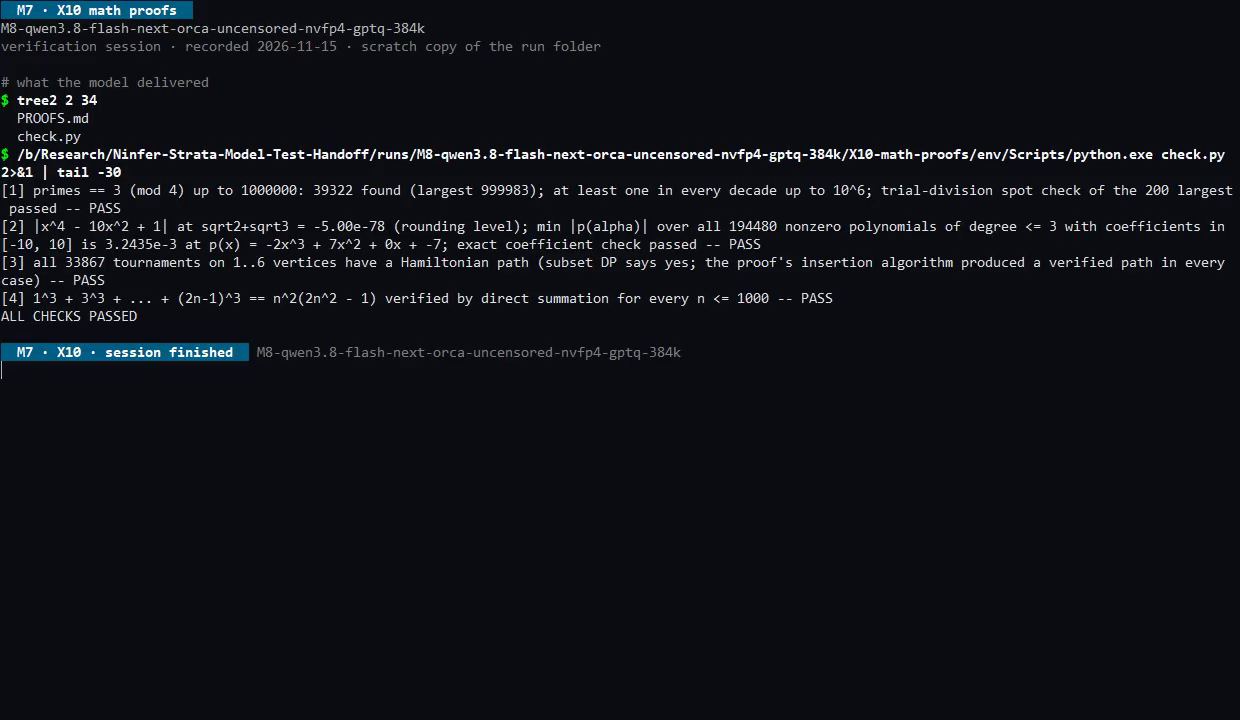 M7 · X10 math proofs
M8-qwen3.8-flash-next-orca-uncensored-nvfp4-gptq-384k
verification session · recorded 2026-11-15 · scratch copy of the run folder
# what the model delivered
$ tree2 2 34
PROOFS.md
check.py
$ /b/Research/Ninfer-Strata-Model-Test-Handoff/runs/M8-qwen3.8-flash-next-orca-uncensored-nvfp4-gptq-384k/X10-math-proofs/env/Scripts/python.exe check.py
2>&1 | tail -30
[1] primes == 3 (mod 4) up to 1000000: 39322 found (largest 999983); at least one in every decade up to 10^6; trial-division spot check of the 200 largest
passed -- PASS
[2] |x^4 - 10x^2 + 1| at sqrt2+sqrt3 = -5.00e-78 (rounding level); min |p(alpha)| over all 194480 nonzero polynomials of degree <= 3 with coefficients in
[-10, 10] is 3.2435e-3 at p(x) = -2x^3 + 7x^2 + 0x + -7; exact coefficient check passed -- PASS
[3] all 33867 tournaments on 1..6 vertices have a Hamiltonian path (subset DP says yes; the proof's insertion algorithm produced a verified path in every
case) -- PASS
[4] 1^3 + 3^3 + ... + (2n-1)^3 == n^2(2n^2 - 1) verified by direct summation for every n <= 1000 -- PASS
ALL CHECKS PASSED
M7 · X10 · session finished M8-qwen3.8-flash-next-orca-uncensored-nvfp4-gptq-384k